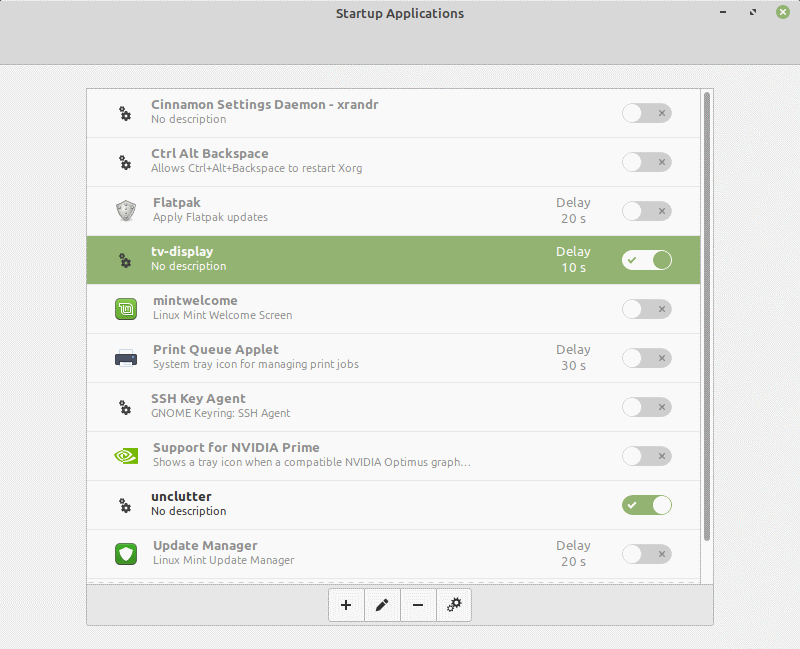 Startup Applications
Cinnamon Settings Daemon - xrandr
No description
Ctrl Alt Backspace
Allows Ctrl+Alt+Backspace to restart Xorg
Flatpak
Apply Flatpak updates
Delay
20 s
tv-display
No description
Delay
10 s
mintwelcome
Linux Mint Welcome Screen
Print Queue Applet
System tray icon for managing print jobs
Delay
30 s
SSH Key Agent
GNOME Keyring: SSH Agent
Support for NVIDIA Prime
Shows a tray icon when a compatible NVIDIA Optimus graph…
unclutter
No description
Update Manager
Linux Mint Update Manager
Delay
20 s